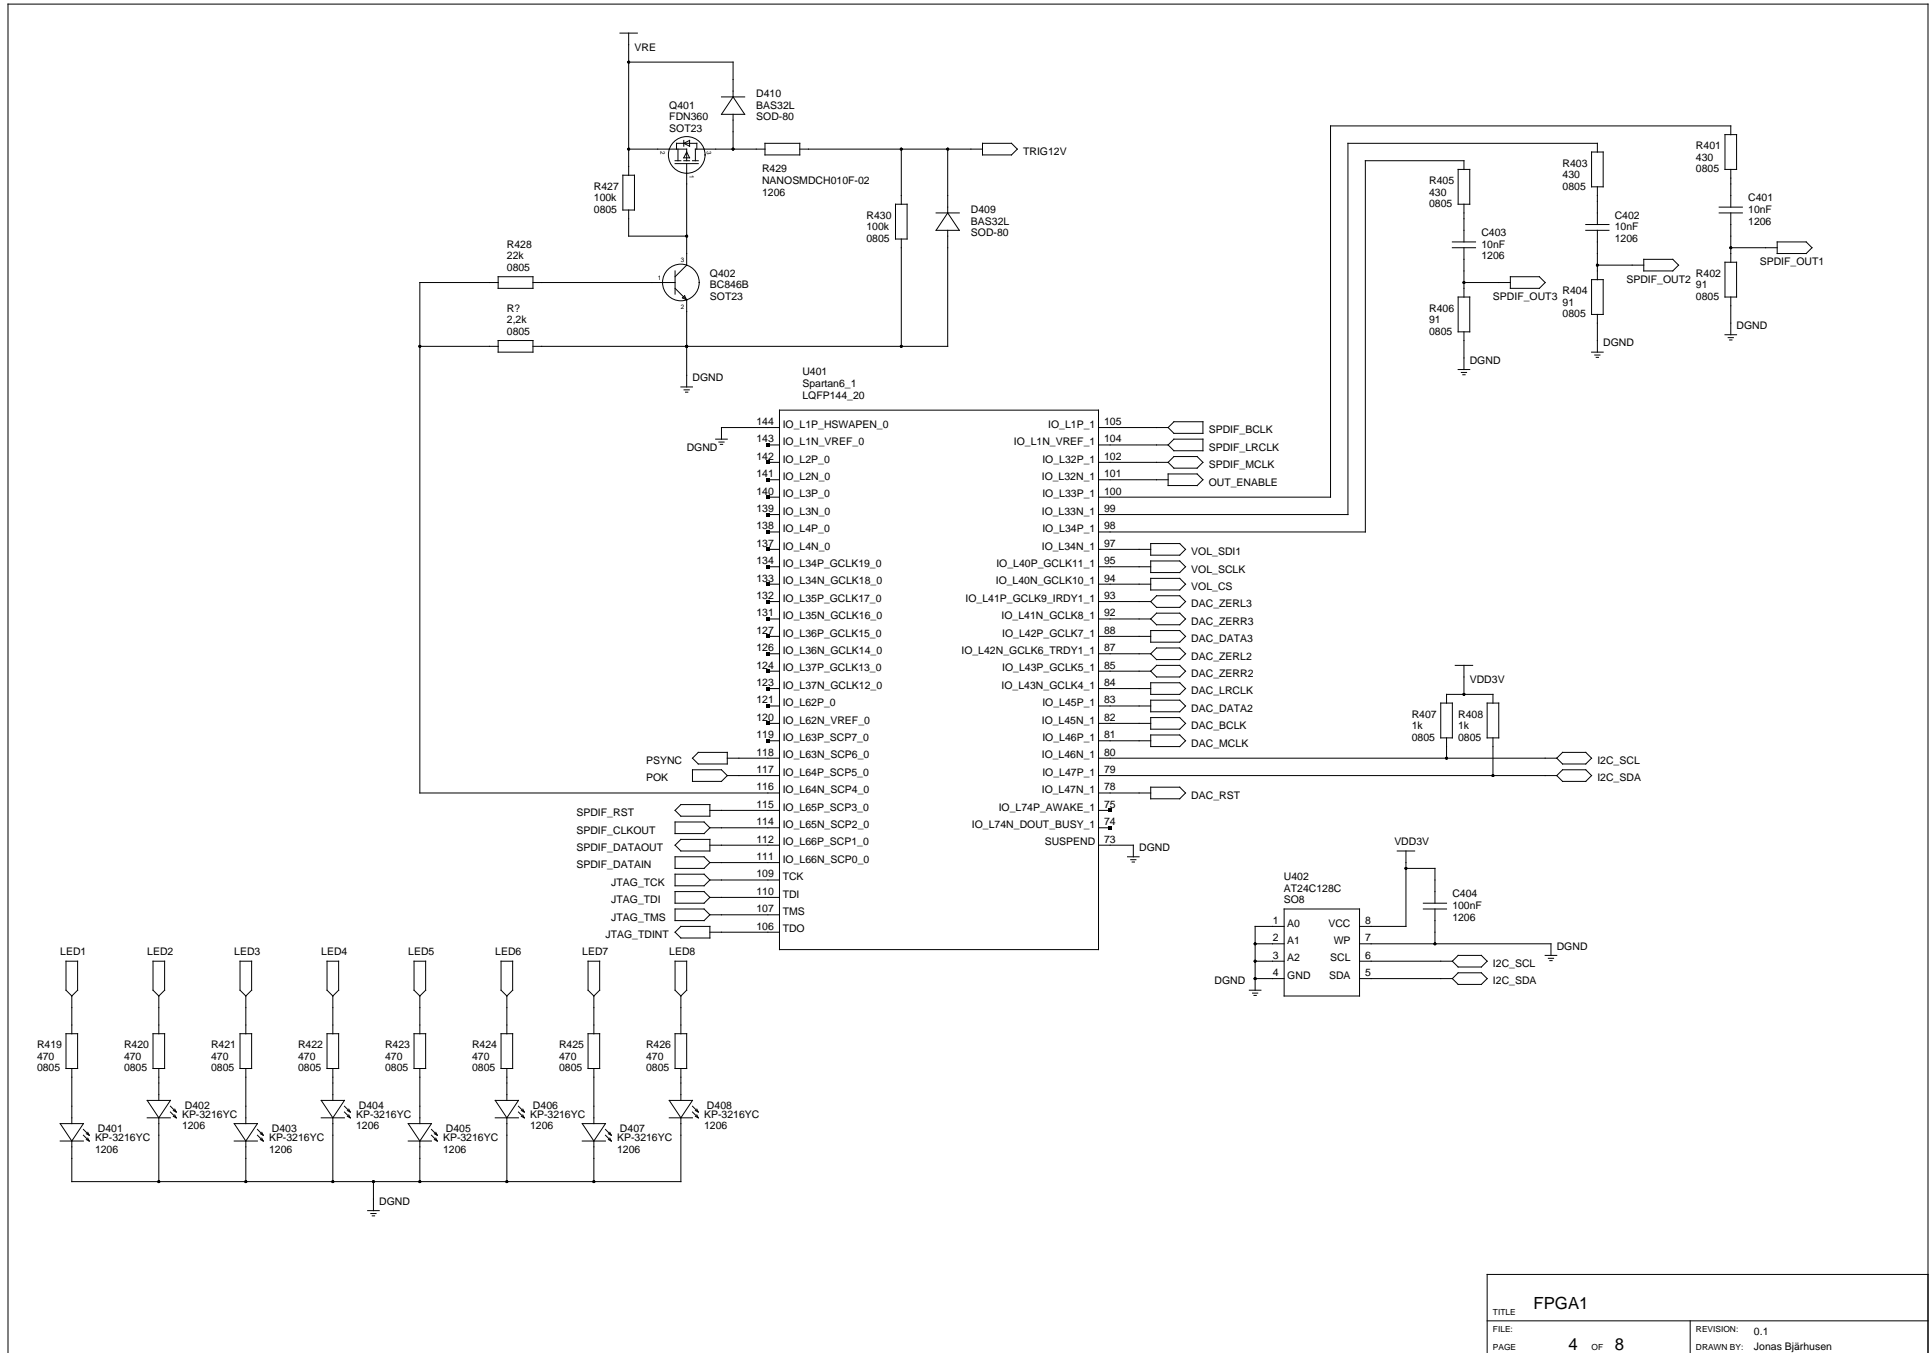 VRE
D410
BAS32L
SOD-80
Q401
FDN360
SOT23
2
3
1
TRIG12V
R429
NANOSMDCH010F-02
1206
R427
100k
0805
R430
100k
0805
D409
BAS32L
SOD-80
R428
22k
0805
3
1
2
Q402
BC846B
SOT23
R?
2,2k
0805
DGND
R401
430
0805
R403
430
0805
R405
430
0805
C401
10nF
1206
C402
10nF
1206
C403
10nF
1206
SPDIF_OUT1
SPDIF_OUT2
SPDIF_OUT3
R402
91
0805
R404
91
0805
R406
91
0805
DGND
DGND
DGND
U401
Spartan6_1
LQFP144_20
DGND
144 IO_L1P_HSWAPEN_0
143 IO_L1N_VREF_0
142 IO_L2P_0
141 IO_L2N_0
140 IO_L3P_0
139 IO_L3N_0
138 IO_L4P_0
137 IO_L4N_0
134 IO_L34P_GCLK19_0
133 IO_L34N_GCLK18_0
132 IO_L35P_GCLK17_0
131 IO_L35N_GCLK16_0
127 IO_L36P_GCLK15_0
126 IO_L36N_GCLK14_0
124 IO_L37P_GCLK13_0
123 IO_L37N_GCLK12_0
121 IO_L62P_0
120 IO_L62N_VREF_0
119 IO_L63P_SCP7_0
PSYNC 118 IO_L63N_SCP6_0
POK 117 IO_L64P_SCP5_0
116 IO_L64N_SCP4_0
SPDIF_RST 115 IO_L65P_SCP3_0
SPDIF_CLKOUT 114 IO_L65N_SCP2_0
SPDIF_DATAOUT 112 IO_L66P_SCP1_0
SPDIF_DATAIN 111 IO_L66N_SCP0_0
JTAG_TCK 109 TCK
JTAG_TDI 110 TDI
JTAG_TMS 107 TMS
JTAG_TDINT 106 TDO
IO_L1P_1 105 SPDIF_BCLK
IO_L1N_VREF_1 104 SPDIF_LRCLK
IO_L32P_1 102 SPDIF_MCLK
IO_L32N_1 101 OUT_ENABLE
IO_L33P_1 100
IO_L33N_1 99
IO_L34P_1 98
IO_L34N_1 97 VOL_SDI1
IO_L40P_GCLK11_1 95 VOL_SCLK
IO_L40N_GCLK10_1 94 VOL_CS
IO_L41P_GCLK9_IRDY1_1 93 DAC_ZERL3
IO_L41N_GCLK8_1 92 DAC_ZERR3
IO_L42P_GCLK7_1 88 DAC_DATA3
IO_L42N_GCLK6_TRDY1_1 87 DAC_ZERL2
IO_L43P_GCLK5_1 85 DAC_ZERR2
IO_L43N_GCLK4_1 84 DAC_LRCLK
IO_L45P_1 83 DAC_DATA2
IO_L45N_1 82 DAC_BCLK
IO_L46P_1 81 DAC_MCLK
IO_L46N_1 80 I2C_SCL
IO_L47P_1 79 I2C_SDA
IO_L47N_1 78 DAC_RST
IO_L74P_AWAKE_1 75
IO_L74N_DOUT_BUSY_1 74
SUSPEND 73 DGND
VDD3V
R407
1k
0805
R408
1k
0805
VDD3V
U402
AT24C128C
SO8
C404
100nF
1206
1 A0 VCC 8
2 A1 WP 7
3 A2 SCL 6
4 GND SDA 5
DGND
DGND
I2C_SCL
I2C_SDA
LED1 LED2 LED3 LED4 LED5 LED6 LED7 LED8
R419
470
0805
R420
470
0805
R421
470
0805
R422
470
0805
R423
470
0805
R424
470
0805
R425
470
0805
R426
470
0805
D401
KP-3216YC
1206
D402
KP-3216YC
1206
D403
KP-3216YC
1206
D404
KP-3216YC
1206
D405
KP-3216YC
1206
D406
KP-3216YC
1206
D407
KP-3216YC
1206
D408
KP-3216YC
1206
DGND
TITLE FPGA1
FILE: REVISION: 0.1
PAGE 4 OF 8 DRAWN BY: Jonas Bjärhusen